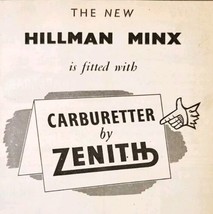 THE NEW
HILLMAN MINX
is fitted with
CARBURETTER
by
ZENITH